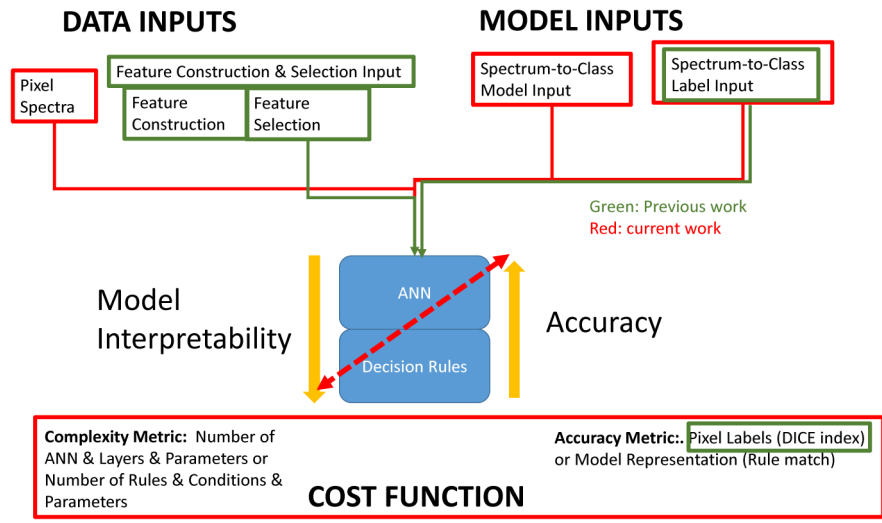 DATA INPUTS
MODEL INPUTS
Pixel
Spectra
Feature Construction & Selection Input
Feature
Construction
Feature
Selection
Spectrum-to-Class
Model Input
Spectrum-to-Class
Label Input
Green: Previous work
Red: current work
Model
Interpretability
ANN
Decision Rules
Accuracy
Complexity Metric: Number of
ANN & Layers & Parameters or
Number of Rules & Conditions &
Parameters
Accuracy Metric:. Pixel Labels (DICE index)
or Model Representation (Rule match)
COST FUNCTION